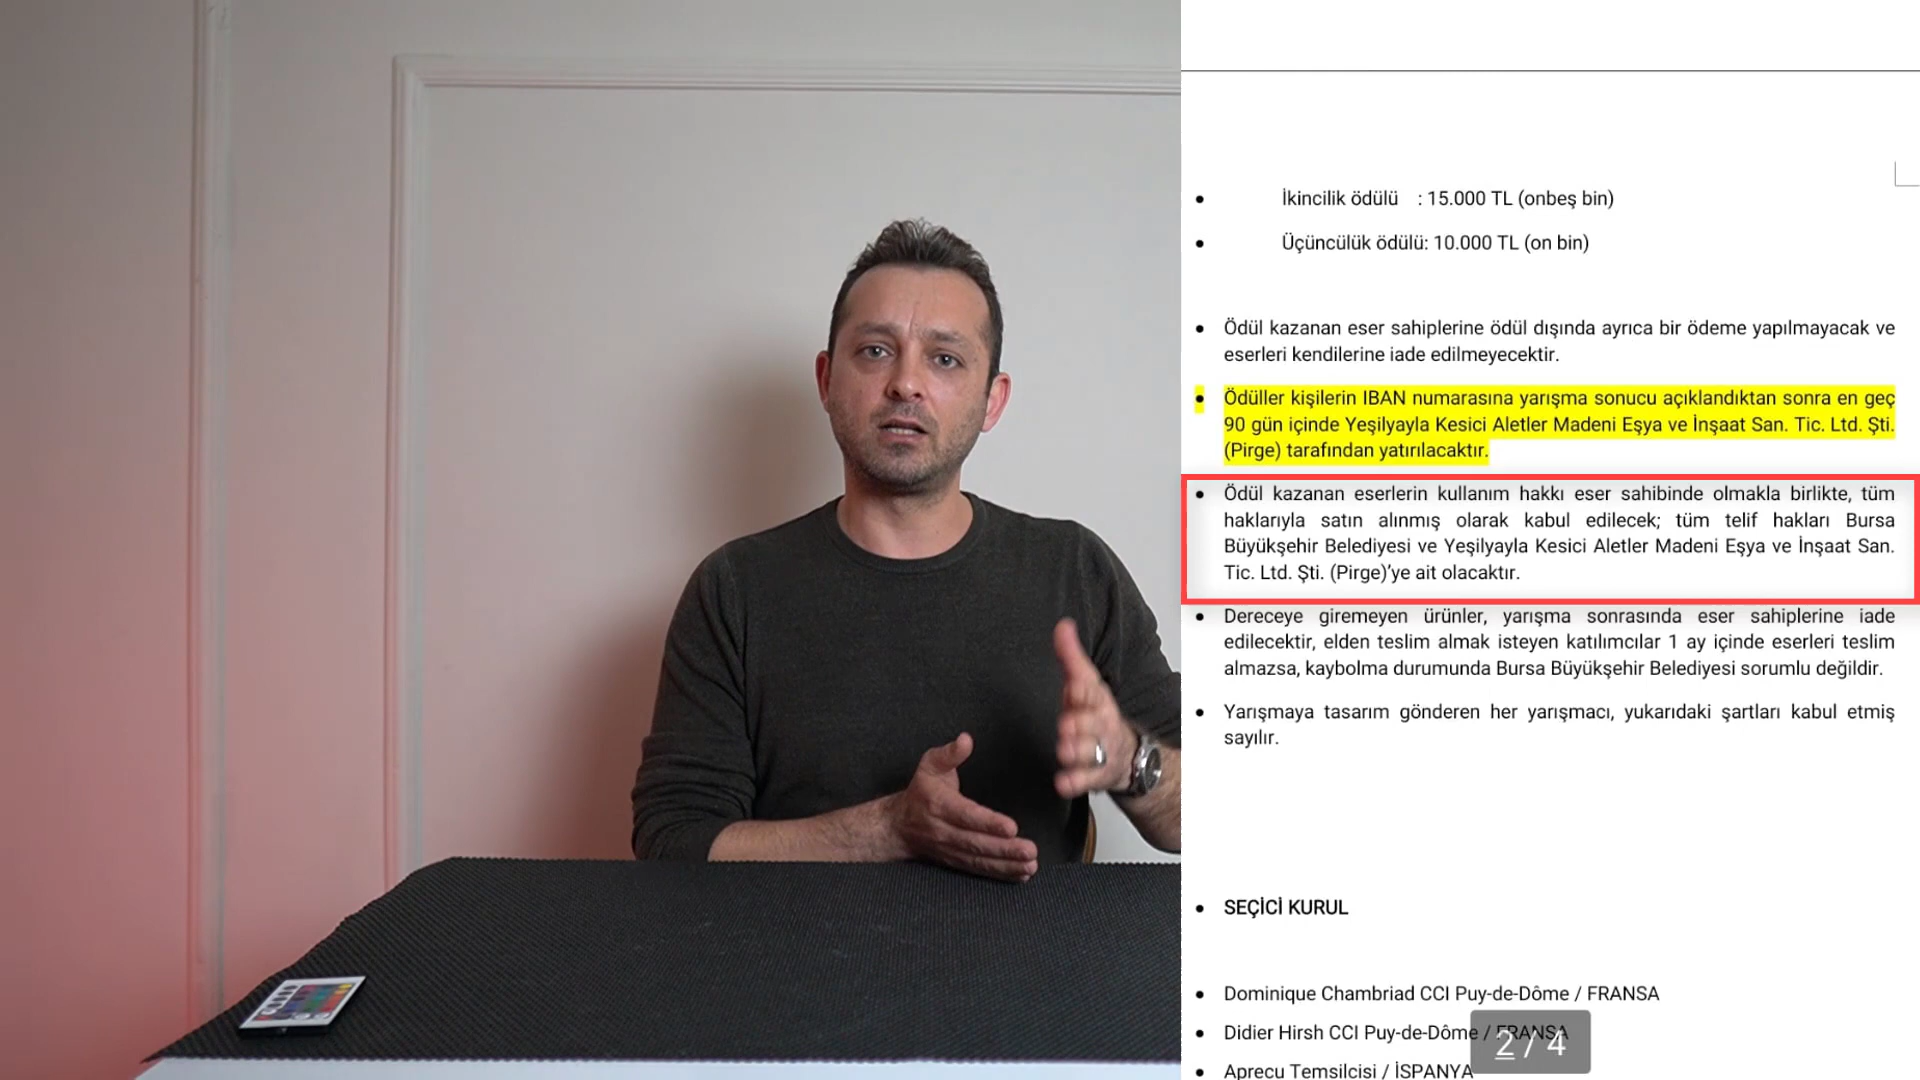 • İkincilik ödülü : 15.000 TL (onbeş bin)
• Üçüncülük ödülü: 10.000 TL (on bin)
• Ödül kazanan eser sahiplerine ödül dışında ayrıca bir ödeme yapılmayacak ve
eserleri kendilerine iade edilmeyecektir.
• Ödüller kişilerin IBAN numarasına yarışma sonucu açıklandıktan sonra en geç
90 gün içinde Yeşilyayla Kesici Aletler Madeni Eşya ve İnşaat San. Tic. Ltd. Şti.
(Pirge) tarafından yatırılacaktır.
• Ödül kazanan eserlerin kullanım hakkı eser sahibinde olmakla birlikte, tüm
haklarıyla satın alınmış olarak kabul edilecek; tüm telif hakları Bursa
Büyükşehir Belediyesi ve Yeşilyayla Kesici Aletler Madeni Eşya ve İnşaat San.
Tic. Ltd. Şti. (Pirge)’ye ait olacaktır.
• Dereceye giremeyen ürünler, yarışma sonrasında eser sahiplerine iade
edilecektir, elden teslim almak isteyen katılımcılar 1 ay içinde eserleri teslim
almazsa, kaybolma durumunda Bursa Büyükşehir Belediyesi sorumlu değildir.
• Yarışmaya tasarım gönderen her yarışmacı, yukarıdaki şartları kabul etmiş
sayılır.
• SEÇİCİ KURUL
• Dominique Chambriad CCI Puy-de-Dôme / FRANSA
• Didier Hirsh CCI Puy-de-Dôme / FRANSA
2 / 4
• Aprecu Temsilcisi / İSPANYA